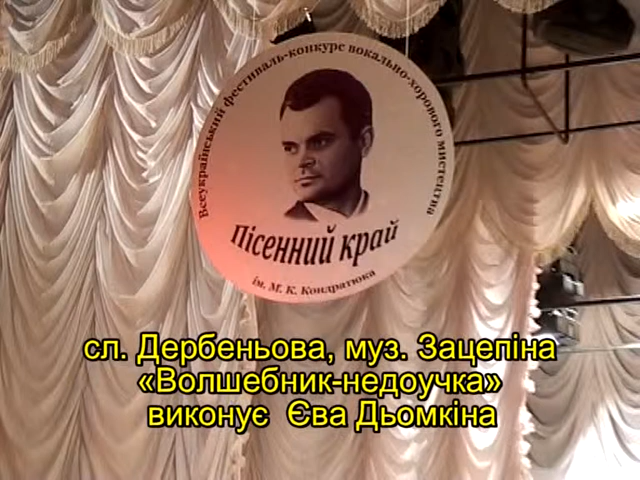 Всеукраїнський фестиваль-конкурс вокально-хорового мистецтва
Пісенний край
ім. М. К. Кондратюка
сл. Дербеньова, муз. Зацепіна
«Волшебник-недоучка»
виконує Єва Дьомкіна